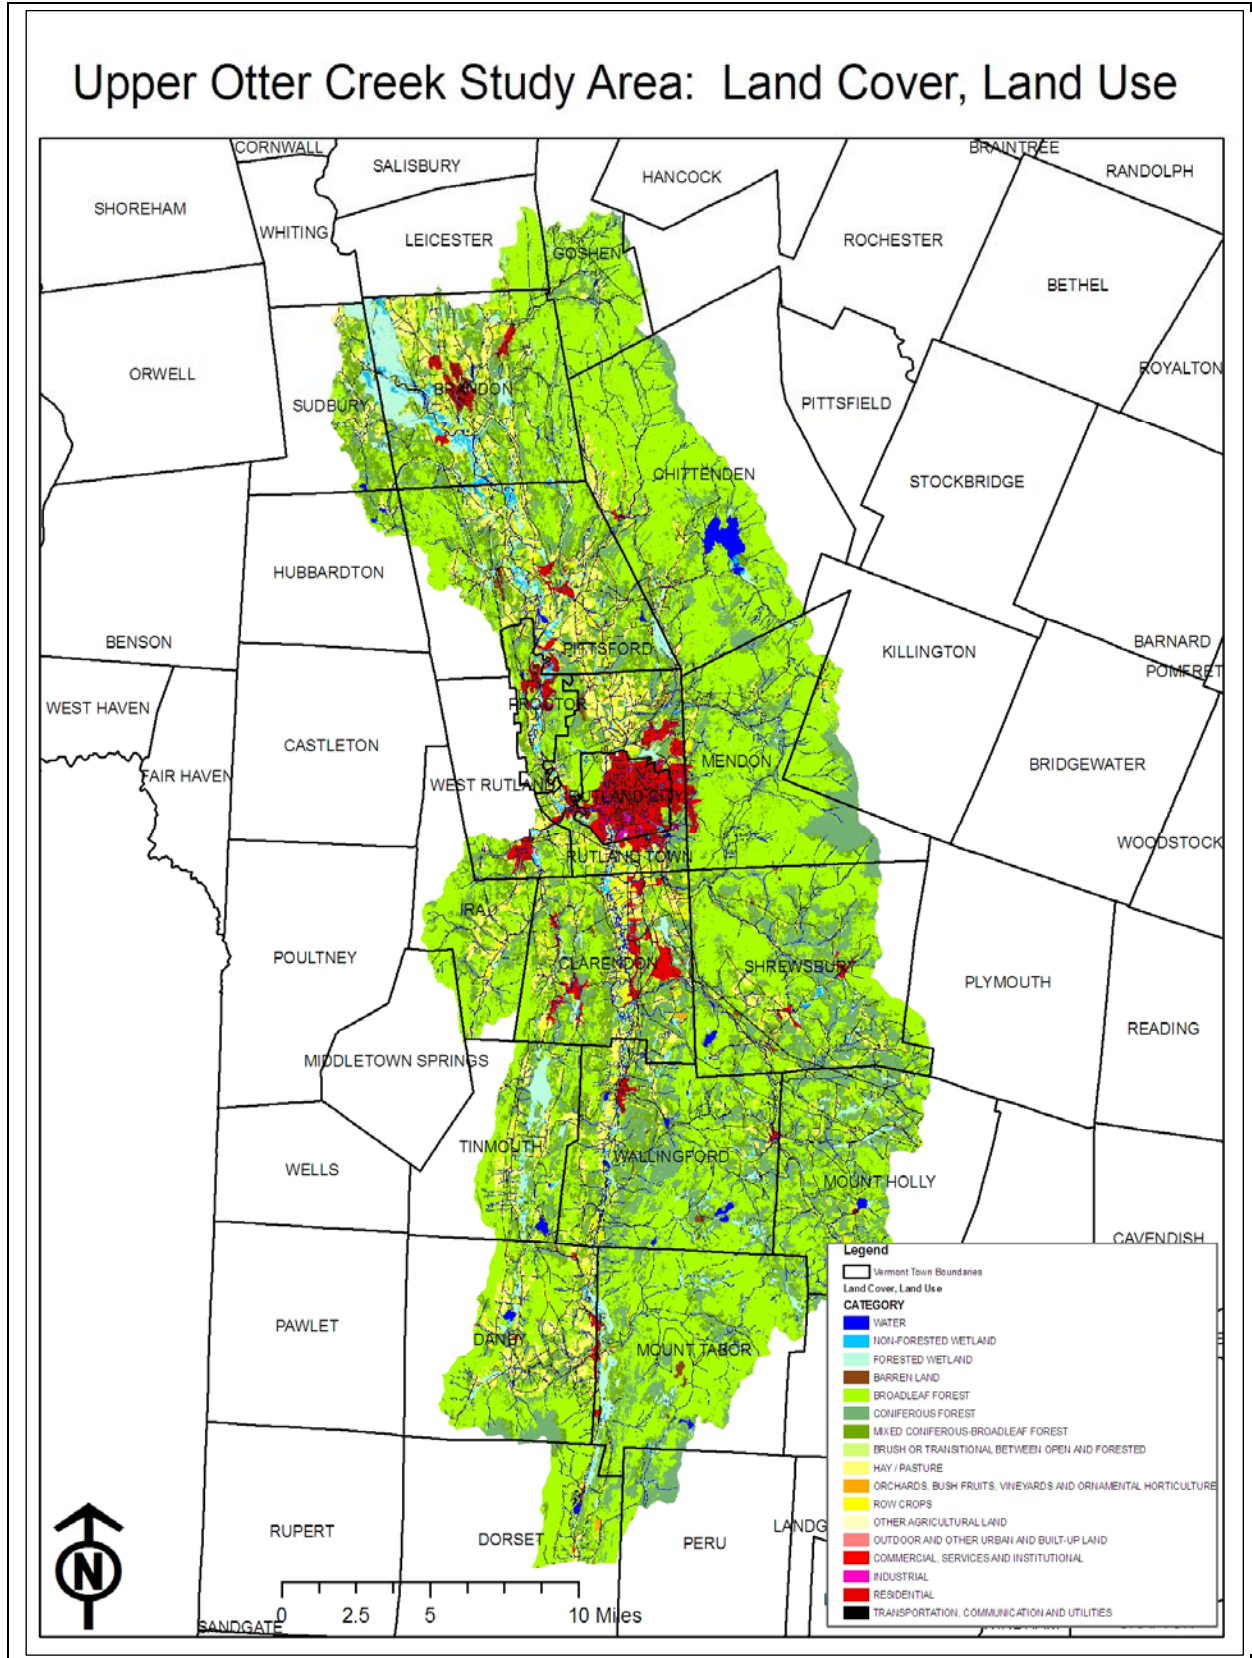 Upper Otter Creek Study Area:  Land Cover, Land Use
CORNWALL
BRAINTREE
SALISBURY
HANCOCK
RANDOLPH
SHOREHAM
WHITING
LEICESTER
ROCHESTER
GOSHEN
BETHEL
ORWELL
ROYALTON
BRANDON
SUDBURY
PITTSFIELD
CHITTENDEN
STOCKBRIDGE
HUBBARDTON
BENSON
PITTSFORD
KILLINGTON
BARNARD
POMFRET
WEST HAVEN
PROCTOR
CASTLETON
FAIR HAVEN
WEST RUTLAND
MENDON
BRIDGEWATER
RUTLAND CITY
WOODSTOCK
RUTLAND TOWN
IRA
POULTNEY
CLARENDON
SHREWSBURY
PLYMOUTH
READING
MIDDLETOWN SPRINGS
TINMOUTH
WALLINGFORD
WELLS
MOUNT HOLLY
CAVENDISH
PAWLET
DANBY
MOUNT TABOR
RUPERT
DORSET
PERU
LANDG
SANDGATE
N
0 2.5 5 10 Miles
Legend
Vermont Town Boundaries
Land Cover, Land Use
CATEGORY
WATER
NON-FORESTED WETLAND
FORESTED WETLAND
BARREN LAND
BROADLEAF FOREST
CONIFEROUS FOREST
MIXED CONIFEROUS-BROADLEAF FOREST
BRUSH OR TRANSITIONAL BETWEEN OPEN AND FORESTED
HAY / PASTURE
ORCHARDS, BUSH FRUITS, VINEYARDS AND ORNAMENTAL HORTICULTURE
ROW CROPS
OTHER AGRICULTURAL LAND
OUTDOOR AND OTHER URBAN AND BUILT-UP LAND
COMMERCIAL, SERVICES AND INSTITUTIONAL
INDUSTRIAL
RESIDENTIAL
TRANSPORTATION, COMMUNICATION AND UTILITIES